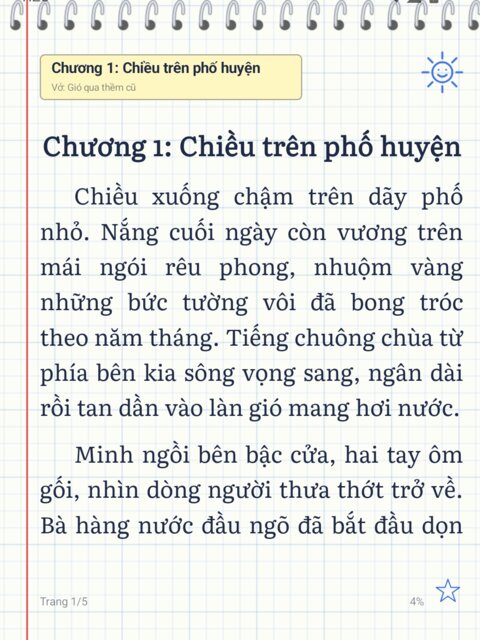 Chương 1: Chiều trên phố huyện
Vở: Gió qua thềm cũ
Chương 1: Chiều trên phố huyện
Chiều xuống chậm trên dãy phố
nhỏ. Nắng cuối ngày còn vương trên
mái ngói rêu phong, nhuộm vàng
những bức tường vôi đã bong tróc
theo năm tháng. Tiếng chuông chùa từ
phía bên kia sông vọng sang, ngân dài
rồi tan dần vào làn gió mang hơi nước.
Minh ngồi bên bậc cửa, hai tay ôm
gối, nhìn dòng người thưa thớt trở về.
Bà hàng nước đầu ngõ đã bắt đầu dọn
Trang 1/5
4%